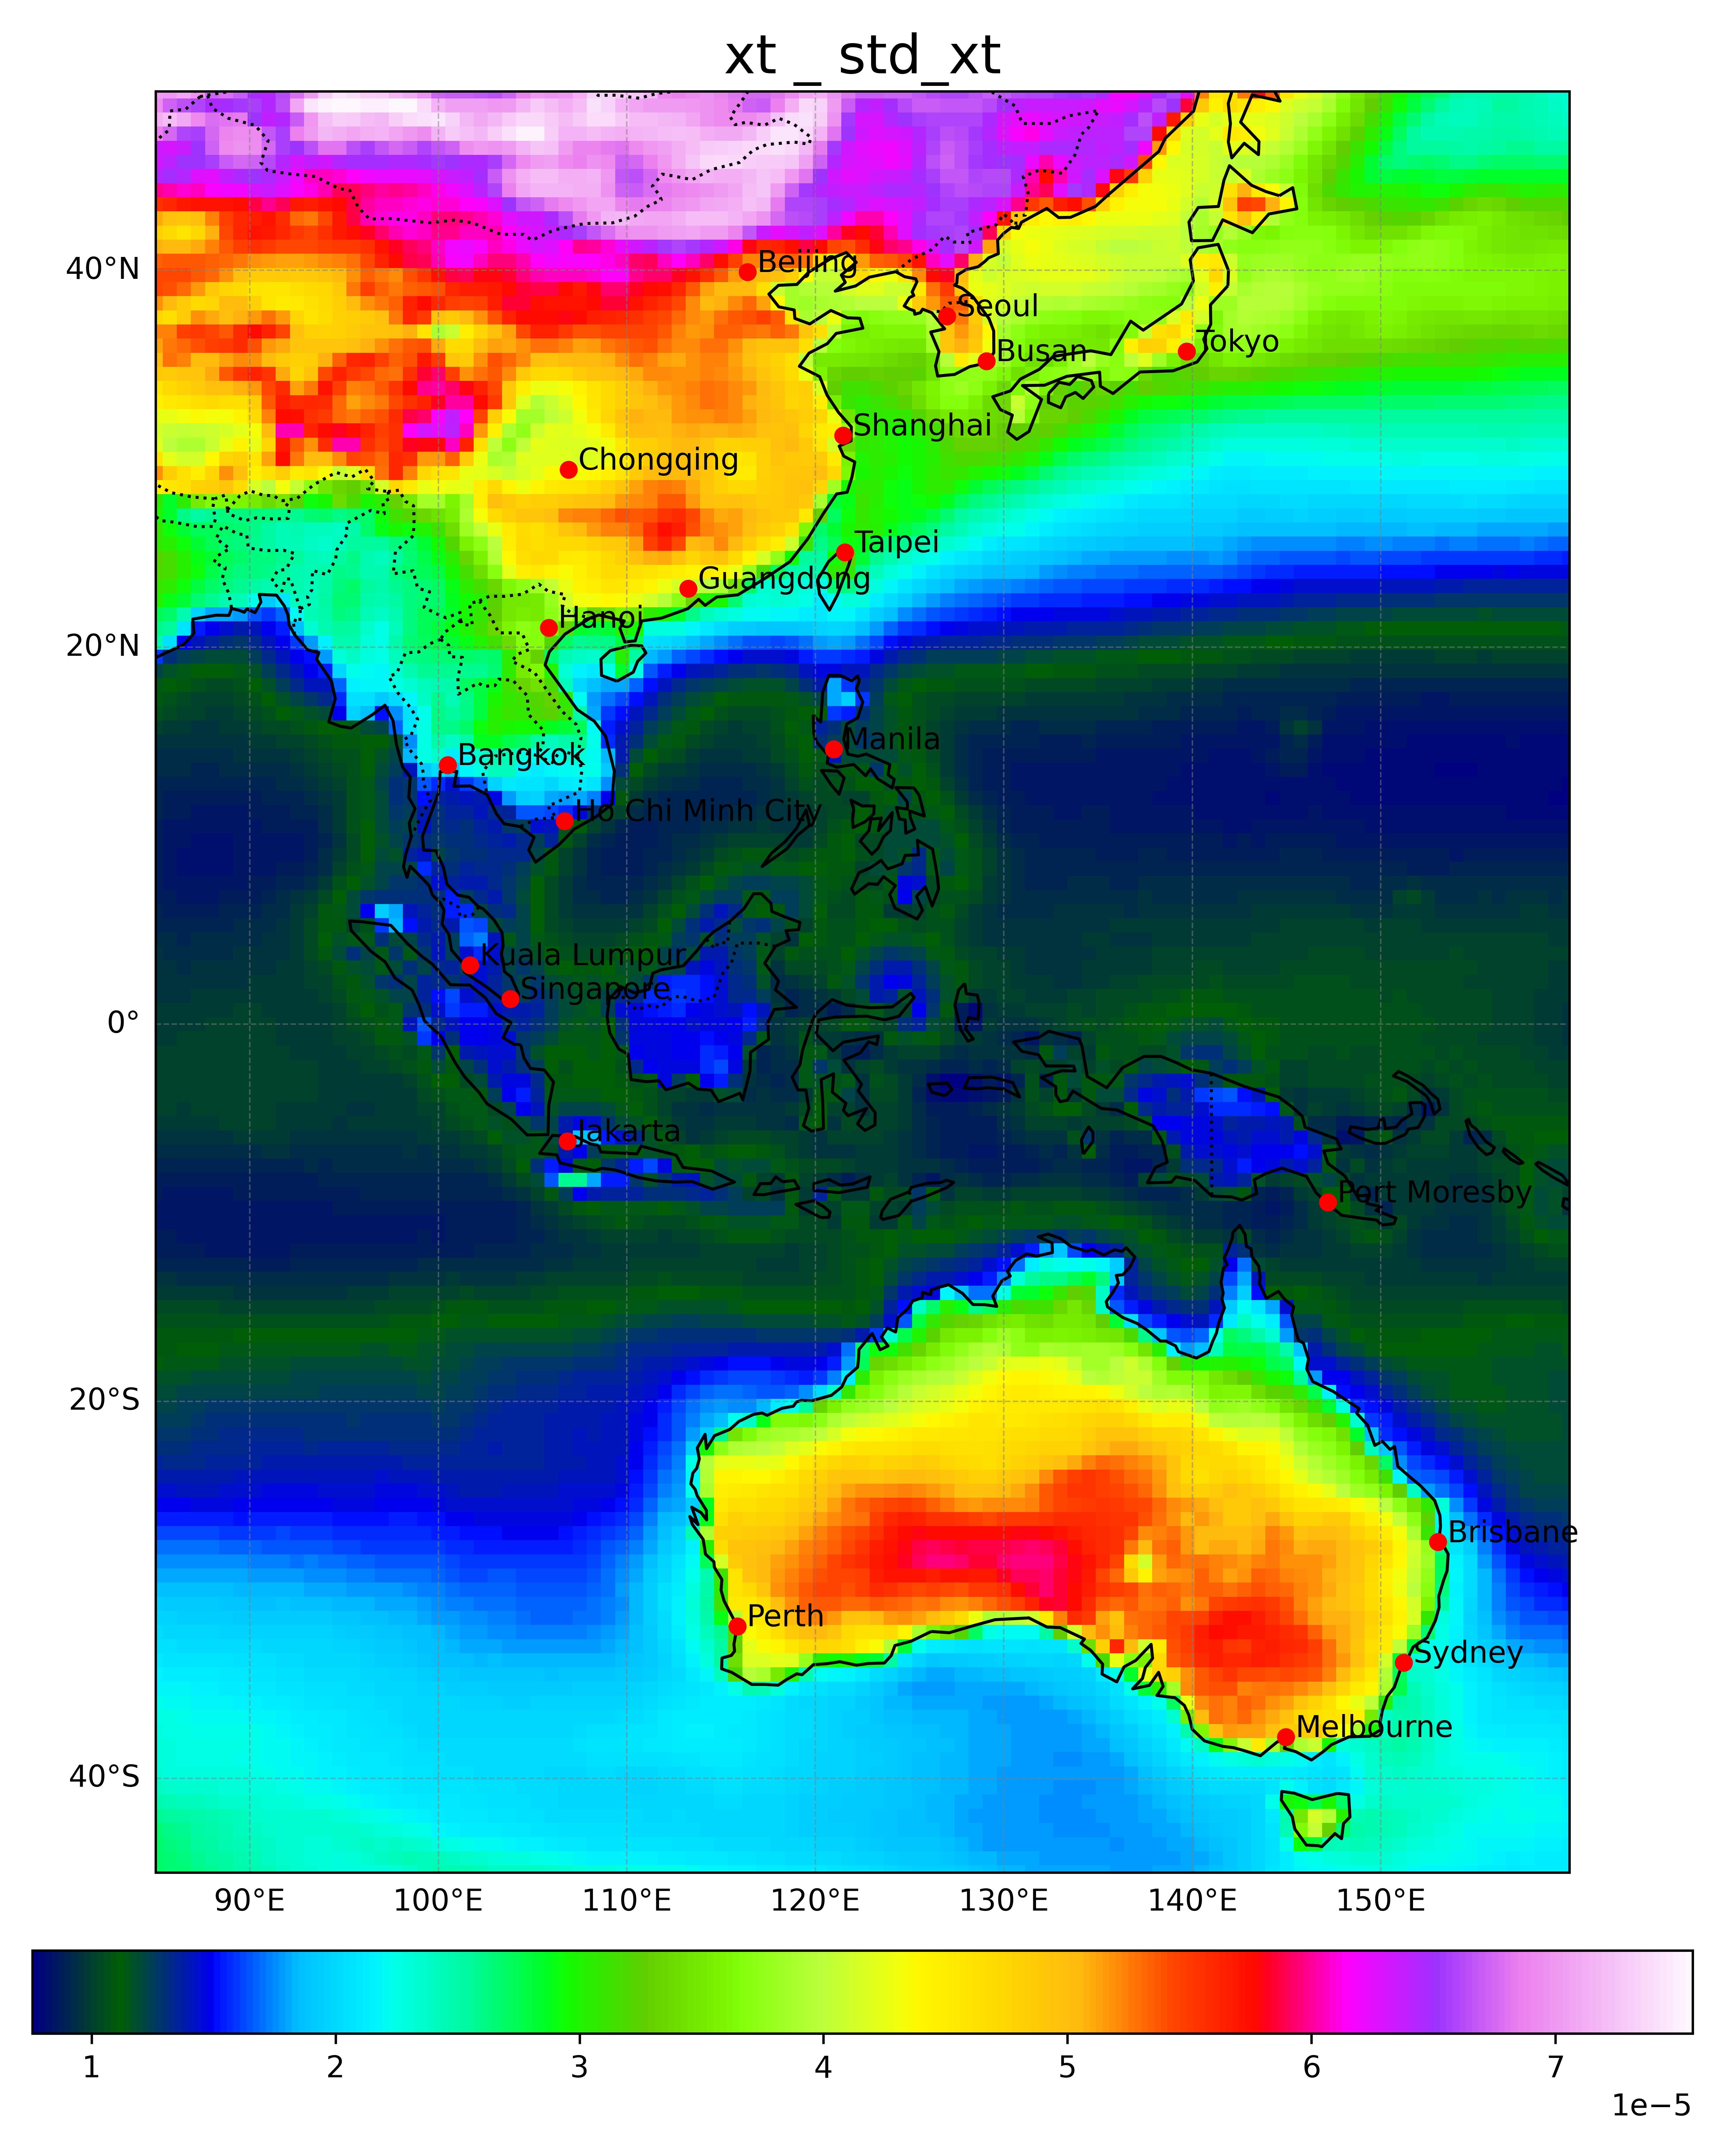 xt _ std_xt
40°N
20°N
0°
20°S
40°S
Beijing
Seoul
Tokyo
Busan
Shanghai
Chongqing
Taipei
Guangdong
Hanoi
Manila
Bangkok
Ho Chi Minh City
Kuala Lumpur
Singapore
Jakarta
Port Moresby
Brisbane
Perth
Sydney
Melbourne
90°E 100°E 110°E 120°E 130°E 140°E 150°E
1 2 3 4 5 6 7
1e−5